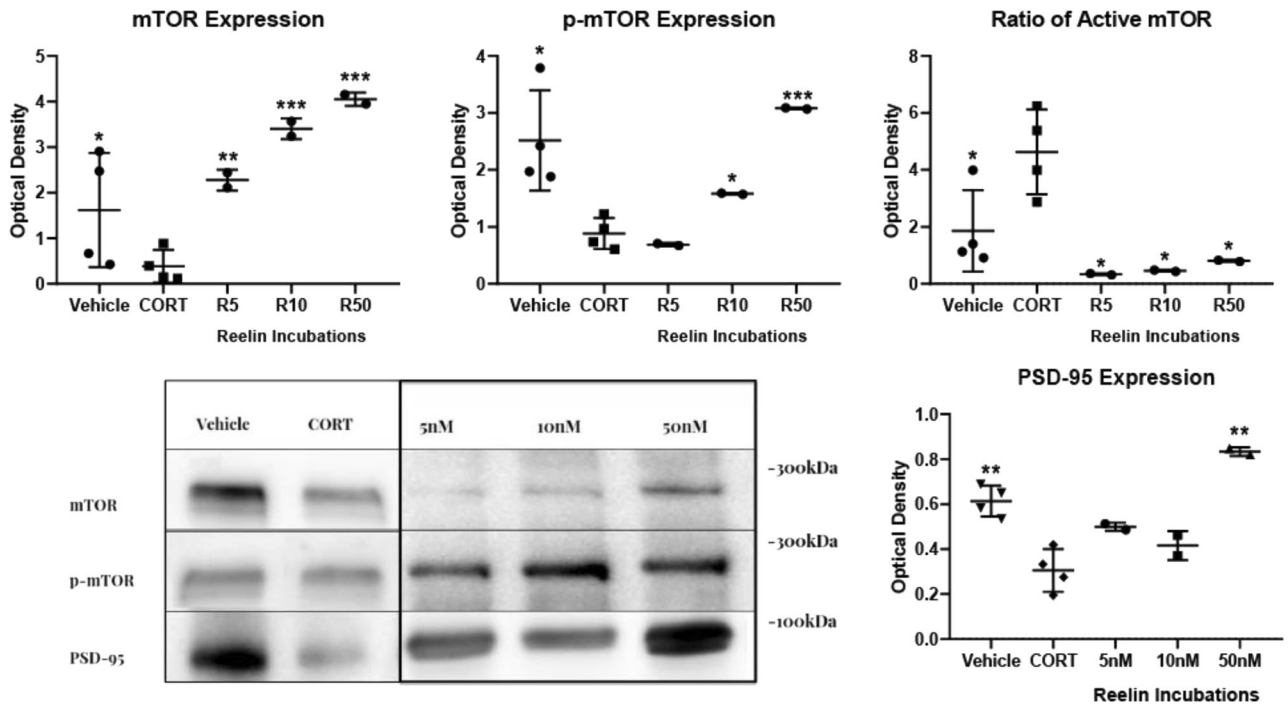 mTOR Expression
Optical Density
5
4
3
2
1
0
*
**
***
***
Vehicle CORT R5 R10 R50
Reelin Incubations
p-mTOR Expression
Optical Density
4
3
2
1
0
*
*
***
Vehicle CORT R5 R10 R50
Reelin Incubations
Ratio of Active mTOR
Optical Density
8
6
4
2
0
*
*
*
*
Vehicle CORT R5 R10 R50
Reelin Incubations
Vehicle CORT 5nM 10nM 50nM
mTOR
-300kDa
p-mTOR
-300kDa
PSD-95
-100kDa
PSD-95 Expression
Optical Density
1.0
0.8
0.6
0.4
0.2
0.0
**
**
Vehicle CORT 5nM 10nM 50nM
Reelin Incubations